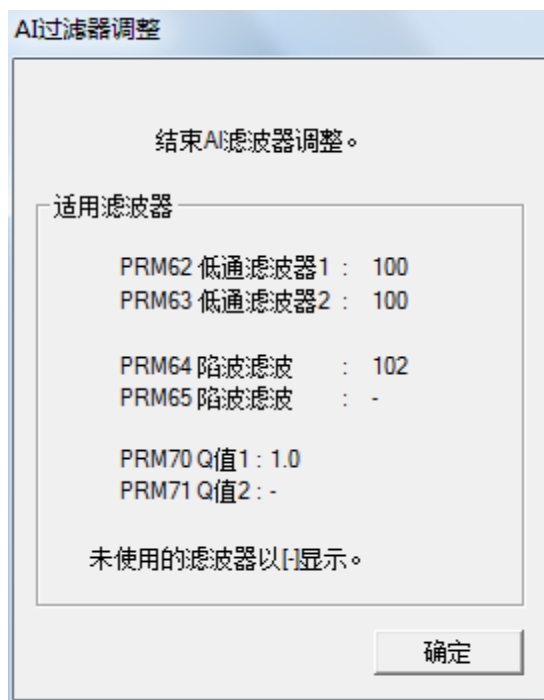 AI过滤器调整
结束AI滤波器调整。
适用滤波器
PRM62 低通滤波器1 : 100
PRM63 低通滤波器2 : 100
PRM64 陷波滤波 : 102
PRM65 陷波滤波 : -
PRM70 Q值1 : 1.0
PRM71 Q值2 : -
未使用的滤波器以[-]显示。
确定